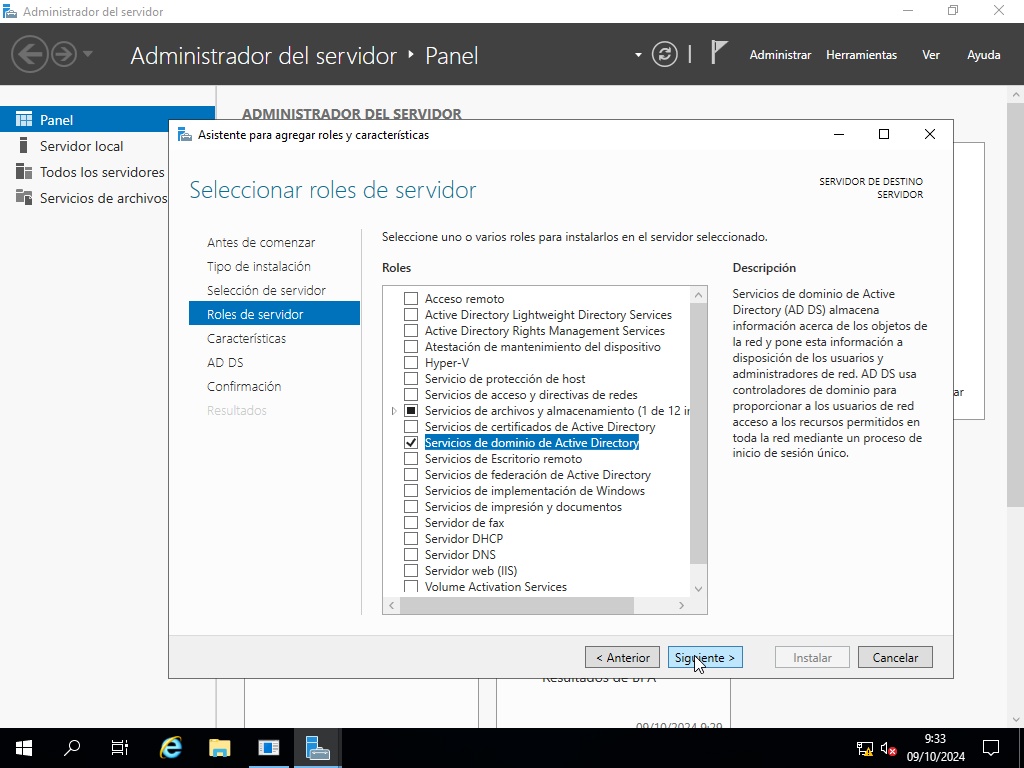 Administrador del servidor
Administrador del servidor ‣ Panel
Administrar
Herramientas
Ver
Ayuda
Panel
Servidor local
Todos los servidores
Servicios de archivos
ADMINISTRADOR DEL SERVIDOR
Asistente para agregar roles y características
Seleccionar roles de servidor
SERVIDOR DE DESTINO
SERVIDOR
Antes de comenzar
Tipo de instalación
Selección de servidor
Roles de servidor
Características
AD DS
Confirmación
Resultados
Seleccione uno o varios roles para instalarlos en el servidor seleccionado.
Roles
Acceso remoto
Active Directory Lightweight Directory Services
Active Directory Rights Management Services
Atestación de mantenimiento del dispositivo
Hyper-V
Servicio de protección de host
Servicios de acceso y directivas de redes
Servicios de archivos y almacenamiento (1 de 12 i
Servicios de certificados de Active Directory
Servicios de dominio de Active Directory
Servicios de Escritorio remoto
Servicios de federación de Active Directory
Servicios de implementación de Windows
Servicios de impresión y documentos
Servidor de fax
Servidor DHCP
Servidor DNS
Servidor web (IIS)
Volume Activation Services
Descripción
Servicios de dominio de Active
Directory (AD DS) almacena
información acerca de los objetos de
la red y pone esta información a
disposición de los usuarios y
administradores de red. AD DS usa
controladores de dominio para
proporcionar a los usuarios de red
acceso a los recursos permitidos en
toda la red mediante un proceso de
inicio de sesión único.
ar
< Anterior
Siguiente >
Instalar
Cancelar
Resultados de BPA
09/10/2024 9:29
9:33
09/10/2024